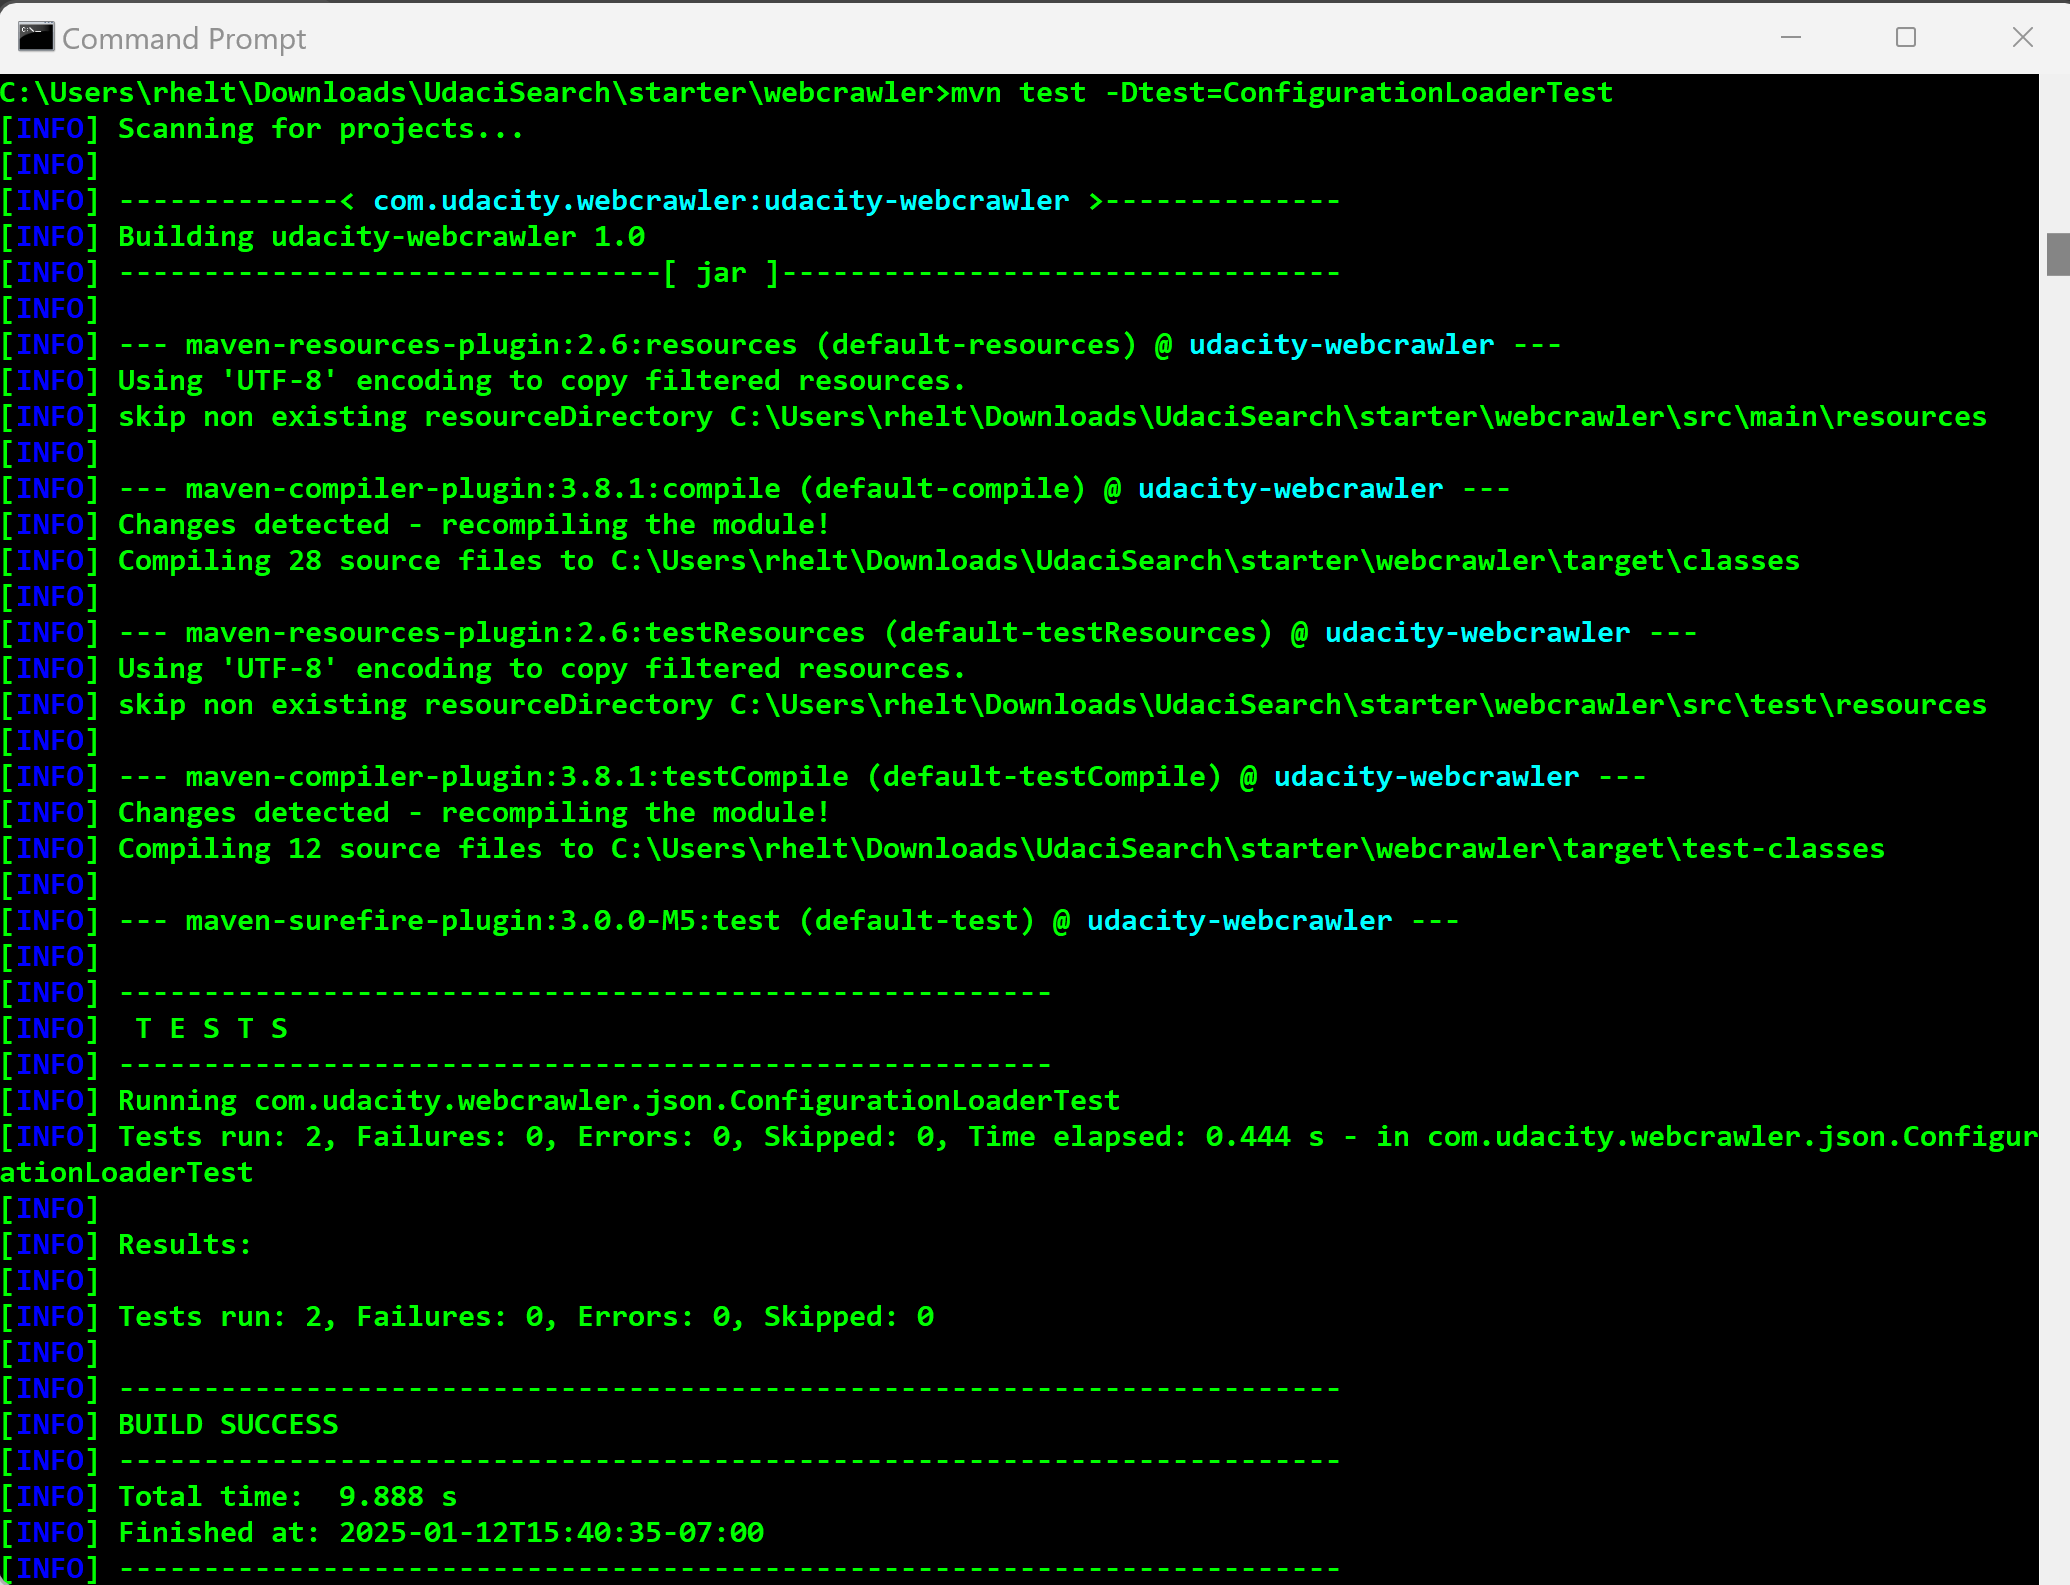 Command Prompt
C:\Users\rhelt\Downloads\UdaciSearch\starter\webcrawler>mvn test -Dtest=ConfigurationLoaderTest
[INFO] Scanning for projects...
[INFO]
[INFO] -------------< com.udacity.webcrawler:udacity-webcrawler >--------------
[INFO] Building udacity-webcrawler 1.0
[INFO] --------------------------------[ jar ]---------------------------------
[INFO]
[INFO] --- maven-resources-plugin:2.6:resources (default-resources) @ udacity-webcrawler ---
[INFO] Using 'UTF-8' encoding to copy filtered resources.
[INFO] skip non existing resourceDirectory C:\Users\rhelt\Downloads\UdaciSearch\starter\webcrawler\src\main\resources
[INFO]
[INFO] --- maven-compiler-plugin:3.8.1:compile (default-compile) @ udacity-webcrawler ---
[INFO] Changes detected - recompiling the module!
[INFO] Compiling 28 source files to C:\Users\rhelt\Downloads\UdaciSearch\starter\webcrawler\target\classes
[INFO]
[INFO] --- maven-resources-plugin:2.6:testResources (default-testResources) @ udacity-webcrawler ---
[INFO] Using 'UTF-8' encoding to copy filtered resources.
[INFO] skip non existing resourceDirectory C:\Users\rhelt\Downloads\UdaciSearch\starter\webcrawler\src\test\resources
[INFO]
[INFO] --- maven-compiler-plugin:3.8.1:testCompile (default-testCompile) @ udacity-webcrawler ---
[INFO] Changes detected - recompiling the module!
[INFO] Compiling 12 source files to C:\Users\rhelt\Downloads\UdaciSearch\starter\webcrawler\target\test-classes
[INFO]
[INFO] --- maven-surefire-plugin:3.0.0-M5:test (default-test) @ udacity-webcrawler ---
[INFO]
[INFO] -------------------------------------------------------
[INFO]  T E S T S
[INFO] -------------------------------------------------------
[INFO] Running com.udacity.webcrawler.json.ConfigurationLoaderTest
[INFO] Tests run: 2, Failures: 0, Errors: 0, Skipped: 0, Time elapsed: 0.444 s - in com.udacity.webcrawler.json.Configur
ationLoaderTest
[INFO]
[INFO] Results:
[INFO]
[INFO] Tests run: 2, Failures: 0, Errors: 0, Skipped: 0
[INFO]
[INFO] ------------------------------------------------------------------------
[INFO] BUILD SUCCESS
[INFO] ------------------------------------------------------------------------
[INFO] Total time:  9.888 s
[INFO] Finished at: 2025-01-12T15:40:35-07:00
[INFO] ------------------------------------------------------------------------